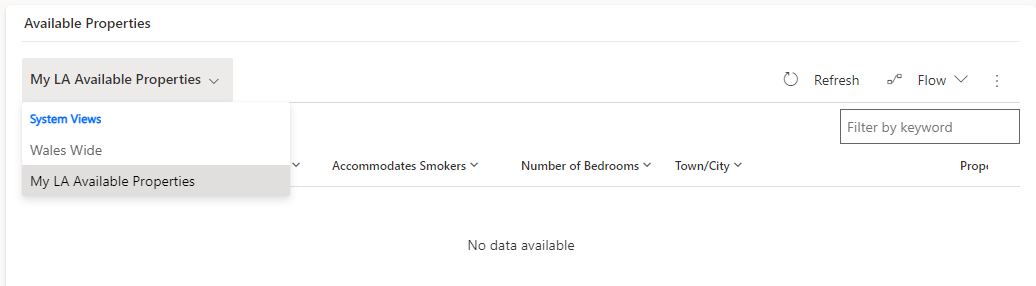 Available Properties
My LA Available Properties
Refresh
Flow
System Views
Filter by keyword
Wales Wide
Accommodates Smokers
Number of Bedrooms
Town/City
Prope
My LA Available Properties
No data available